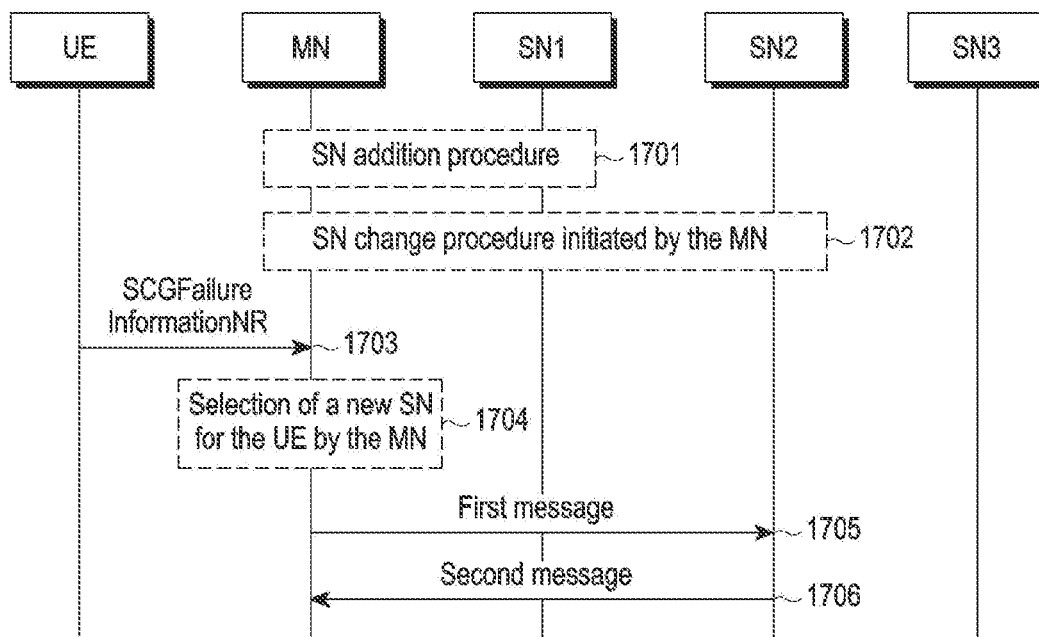 UE
MN
SN1
SN2
SN3
SN addition procedure
1701
SN change procedure initiated by the MN
1702
SCGFailure
InformationNR
1703
Selection of a new SN
for the UE by the MN
1704
First message
1705
Second message
1706